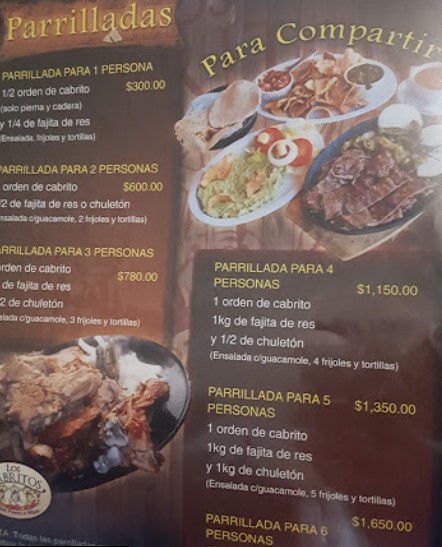 Parrilladas
PARRILLADA PARA 1 PERSONA
1/2 orden de cabrito $300.00
(solo pierna y cadera)
y 1/4 de fajita de res
(Ensalada, frijoles y tortillas)
PARRILLADA PARA 2 PERSONAS
orden de cabrito $600.00
/2 de fajita de res o chuletón
nsalada c/guacamole, 2 frijoles y tortillas)
ARRILLADA PARA 3 PERSONAS
orden de cabrito $780.00
de fajita de res
/2 de chuletón
salada c/guacamole, 3 frijoles y tortillas)
LOS
CABRITOS
TA: Todas las parrilladas
Para Compartir
PARRILLADA PARA 4
PERSONAS $1,150.00
1 orden de cabrito
1kg de fajita de res
y 1/2 de chuletón
(Ensalada c/guacamole, 4 frijoles y tortillas)
PARRILLADA PARA 5
PERSONAS $1,350.00
1 orden de cabrito
1kg de fajita de res
y 1kg de chuletón
(Ensalada c/guacamole, 5 frijoles y tortillas)
PARRILLADA PARA 6
PERSONAS $1,650.00